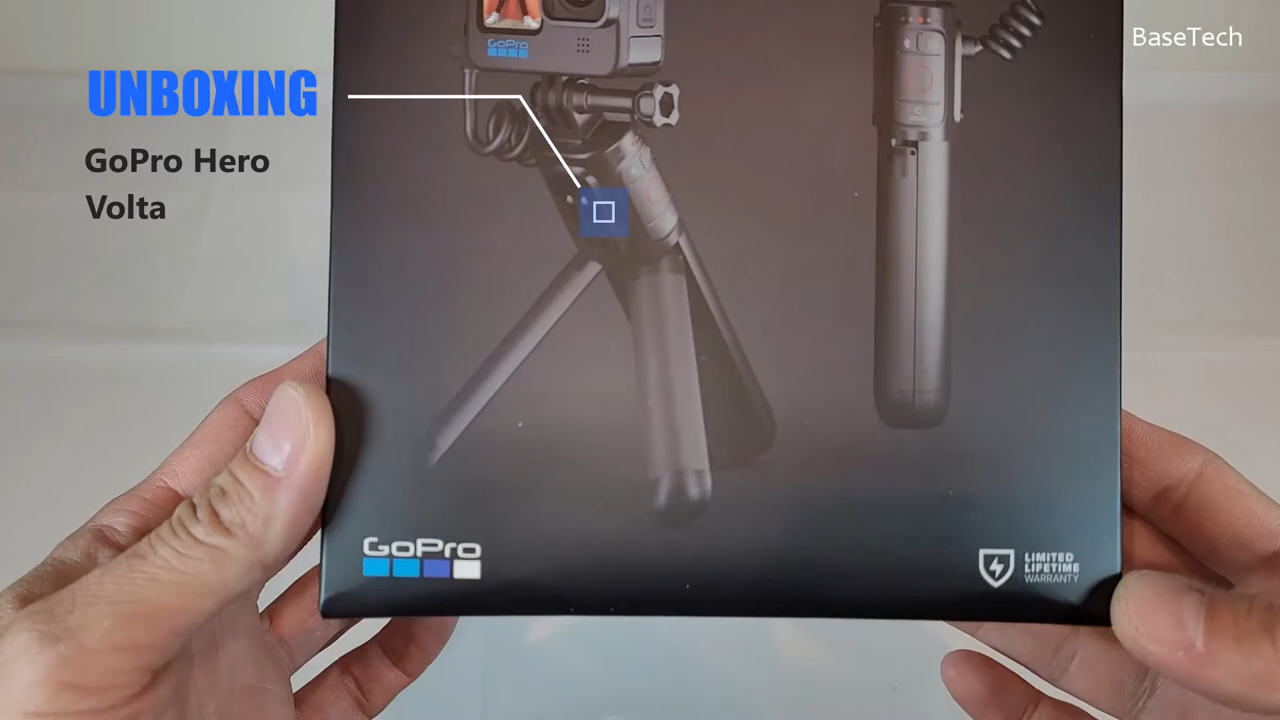 BaseTech
UNBOXING
GoPro Hero
Volta
GoPro
GoPro
LIMITED
LIFETIME
WARRANTY